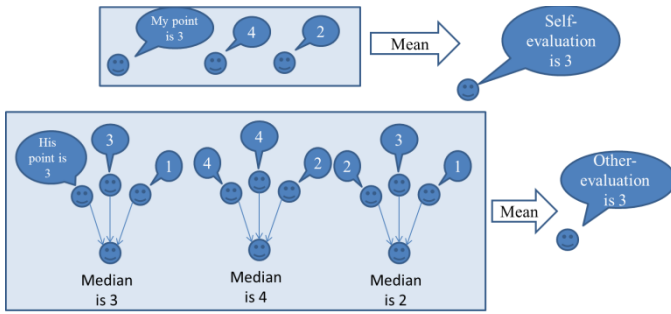 My point
is 3
4
2
Mean
Self-
evaluation
is 3
His
point is
3
3
1
4
4
2
2
3
1
Median
is 3
Median
is 4
Median
is 2
Mean
Other-
evaluation
is 3